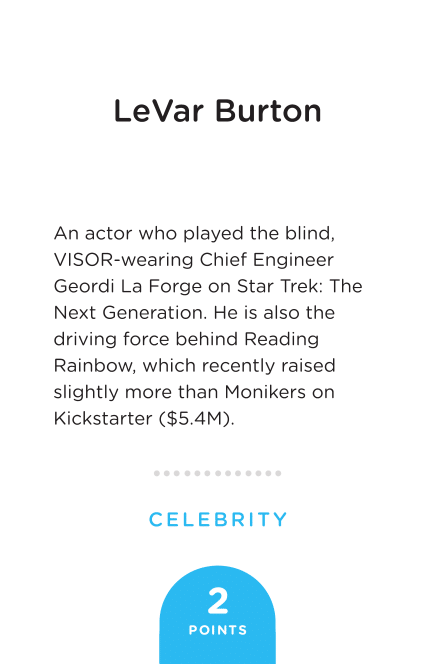 LeVar Burton
An actor who played the blind,
VISOR-wearing Chief Engineer
Geordi La Forge on Star Trek: The
Next Generation. He is also the
driving force behind Reading
Rainbow, which recently raised
slightly more than Monikers on
Kickstarter ($5.4M).
CELEBRITY
2
POINTS